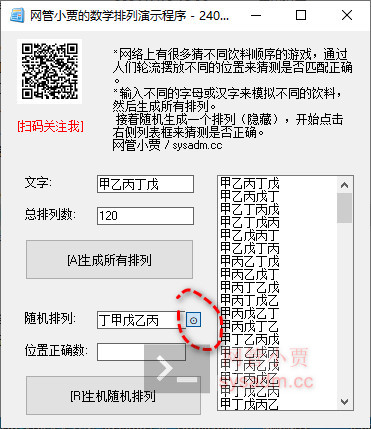 网管小贾的数学排列演示程序 - 240...
*网络上有很多猜不同饮料顺序的游戏，通过
人们轮流摆放不同的位置来猜测是否匹配正确
。
*输入不同的字母或汉字来模拟不同的饮料，
然后生成所有排列。
接着随机生成一个排列（隐藏），开始点击
右侧列表框来猜测是否正确。
网管小贾 / sysadm.cc
[扫码关注我]
文字:
甲乙丙丁戊
总排列数:
120
[A]生成所有排列
随机排列:
丁甲戊乙丙
位置正确数:
[R]生机随机排列
甲乙丙丁戊
甲乙丙戊丁
甲乙丁丙戊
甲乙丁戊丙
甲乙戊丙丁
甲乙戊丁丙
甲丙乙丁戊
甲丙乙戊丁
甲丙丁乙戊
甲丙丁戊乙
甲丙戊乙丁
甲丙戊丁乙
甲丁乙丙戊
甲丁乙戊丙
甲丁丙乙戊
甲丁丙戊乙
甲丁戊乙丙
甲丁戊丙乙
网管小贾
sysadm.cc